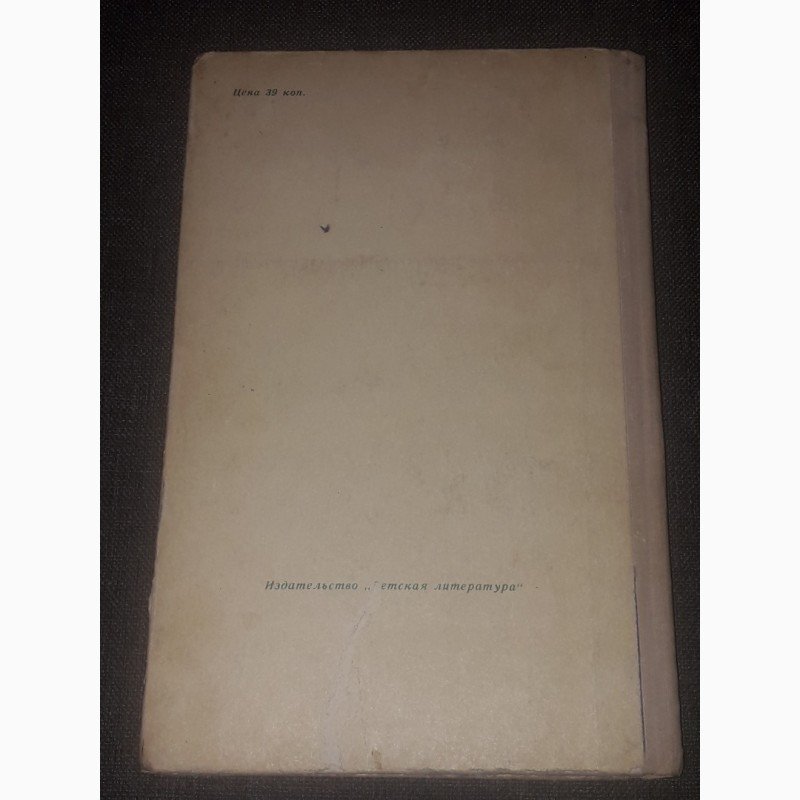 Цена 39 коп.
Издательство „ етская литература“